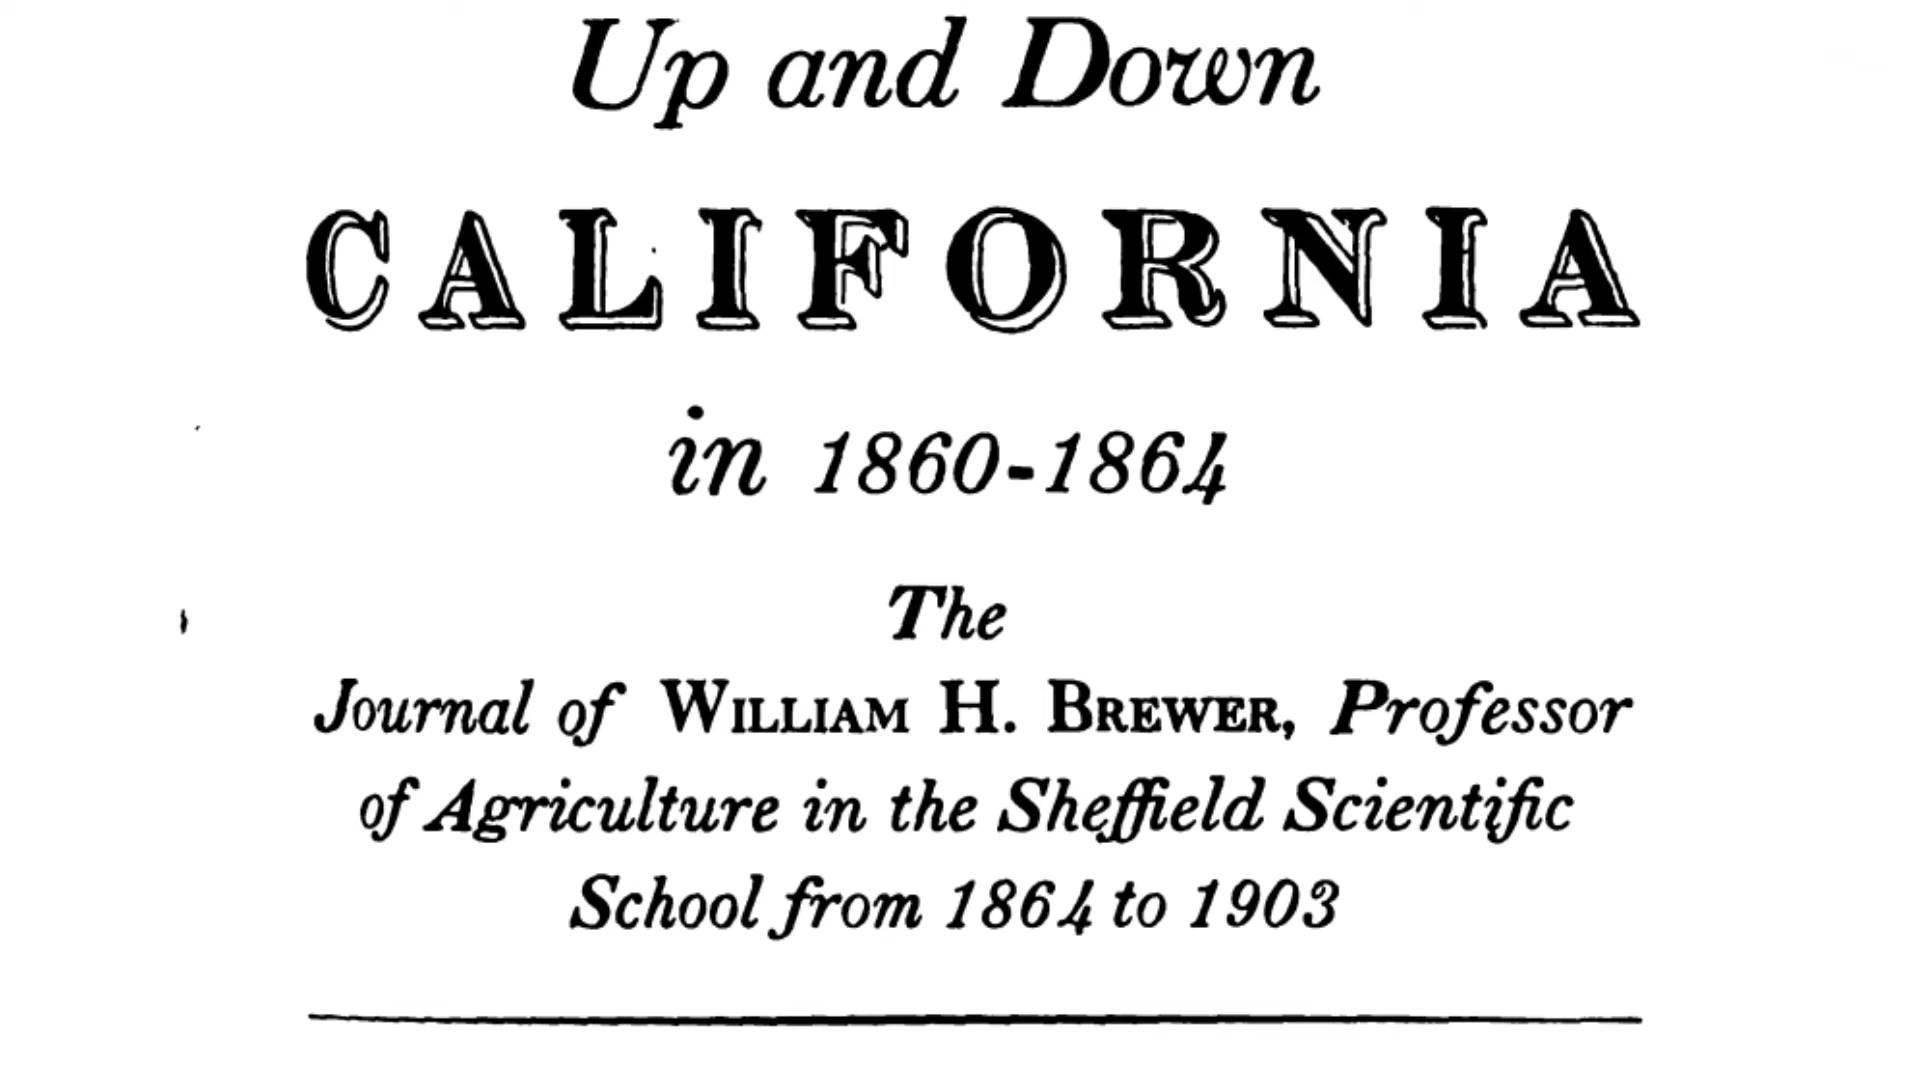 Up and Down
CALIFORNIA
in 1860-1864
The
Journal of WILLIAM H. BREWER, Professor
of Agriculture in the Sheffield Scientific
School from 1864 to 1903